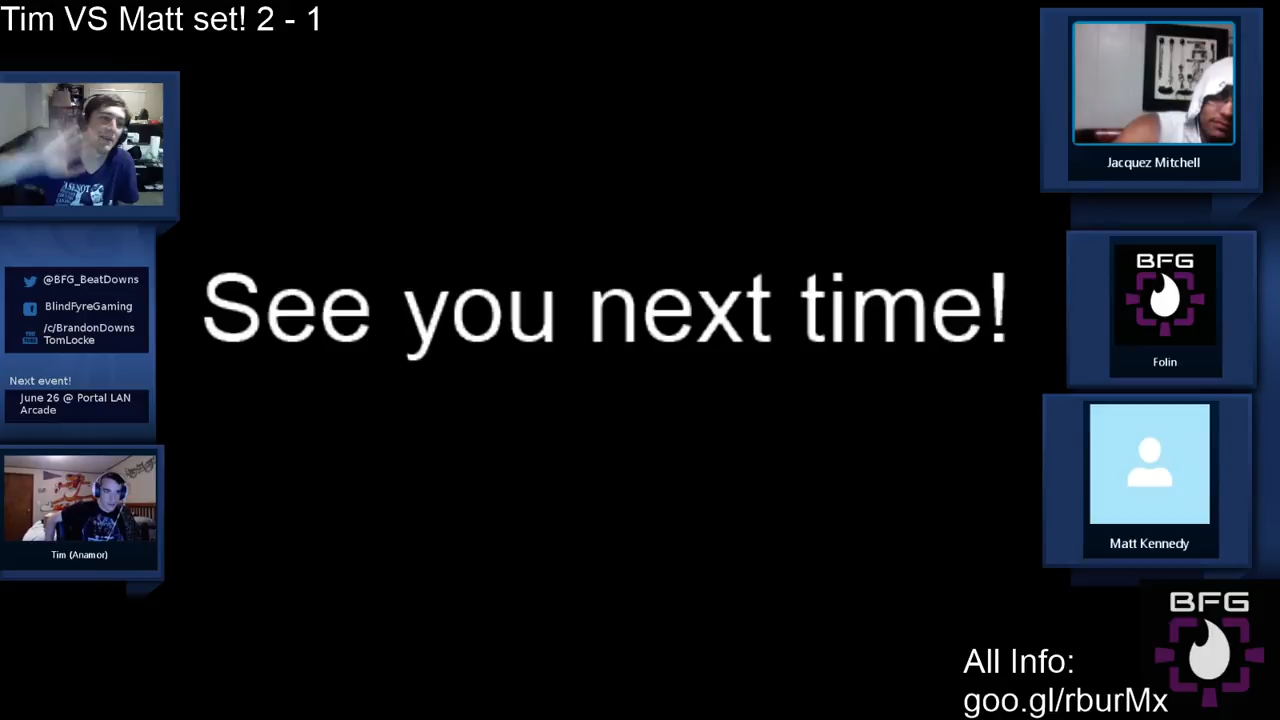 Tim VS Matt set! 2 - 1
@BFG_BeatDowns
BlindFyreGaming
/c/BrandonDowns
TomLocke
Next event!
June 26 @ Portal LAN
Arcade
Tim (Anamor)
See you next time!
Jacquez Mitchell
BFG
Folin
Matt Kennedy
BFG
All Info:
goo.gl/rburMx